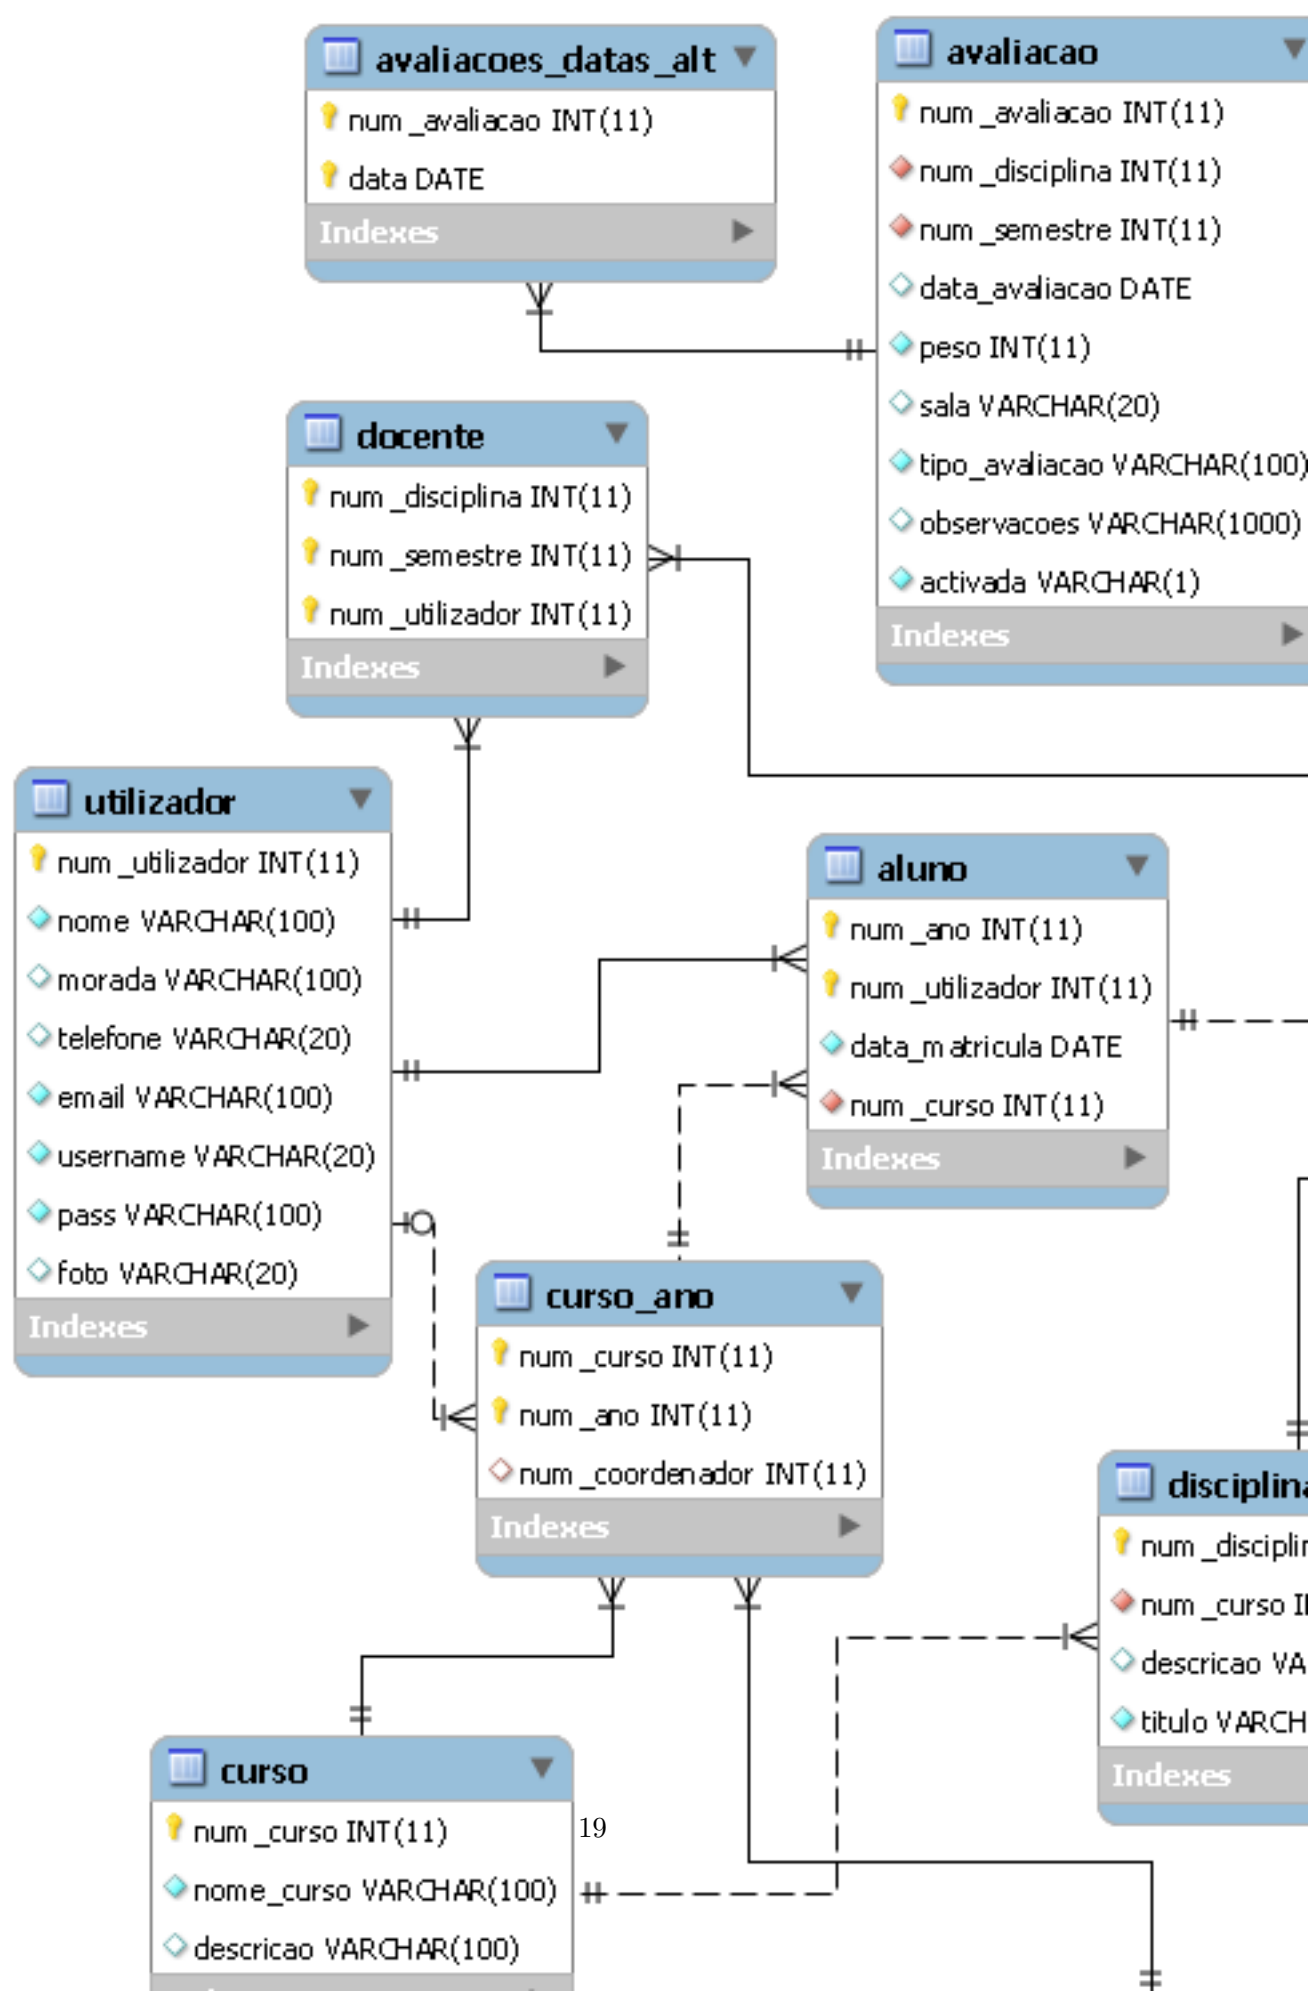 avaliacoes_datas_alt
num_avaliacao INT(11)
data DATE
Indexes
avaliacao
num_avaliacao INT(11)
num_disciplina INT(11)
num_semestre INT(11)
data_avaliacao DATE
peso INT(11)
sala VARCHAR(20)
tipo_avaliacao VARCHAR(100)
observacoes VARCHAR(1000)
activada VARCHAR(1)
Indexes
docente
num_disciplina INT(11)
num_semestre INT(11)
num_utilizador INT(11)
Indexes
utilizador
num_utilizador INT(11)
nome VARCHAR(100)
morada VARCHAR(100)
telefone VARCHAR(20)
email VARCHAR(100)
username VARCHAR(20)
pass VARCHAR(100)
foto VARCHAR(20)
Indexes
aluno
num_ano INT(11)
num_utilizador INT(11)
data_matricula DATE
num_curso INT(11)
Indexes
curso_ano
num_curso INT(11)
num_ano INT(11)
num_coordenador INT(11)
Indexes
disciplina
num_disciplin
num_curso I
descricao VA
titulo VARCH
Indexes
curso
num_curso INT(11)
nome_curso VARCHAR(100)
descricao VARCHAR(100)
19